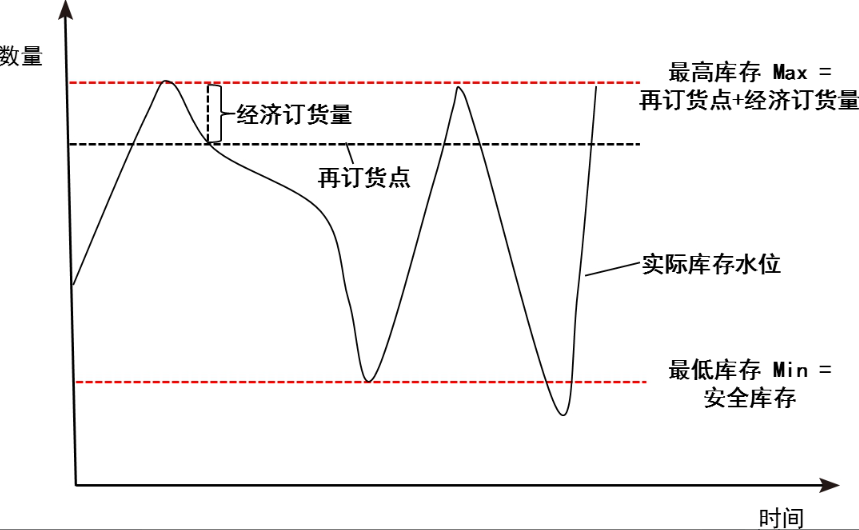 数量
最高库存 Max =
再订货点+经济订货量
经济订货量
再订货点
实际库存水位
最低库存 Min =
安全库存
时间